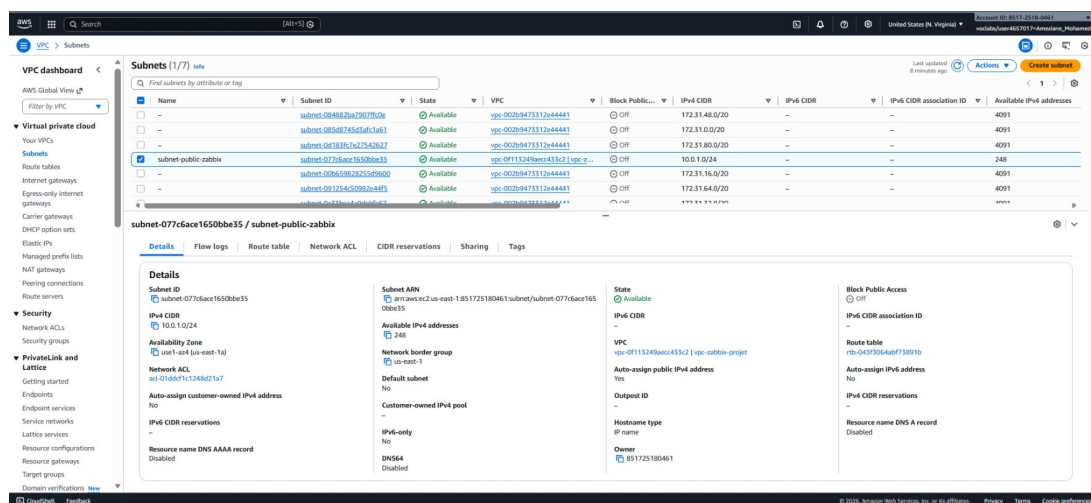 aws
Search
[Alt+S]
United States (N. Virginia)
Account ID: 8517-2518-0461
voclabs/user4657017=Amoziane_Mohamed
VPC > Subnets
VPC dashboard
AWS Global View
Filter by VPC
Virtual private cloud
Your VPCs
Subnets
Route tables
Internet gateways
Egress-only internet
gateways
Carrier gateways
DHCP option sets
Elastic IPs
Managed prefix lists
NAT gateways
Peering connections
Route servers
Security
Network ACLs
Security groups
PrivateLink and
Lattice
Getting started
Endpoints
Endpoint services
Service networks
Lattice services
Resource configurations
Resource gateways
Target groups
Domain verifications New
Subnets (1/7) Info
Last updated
8 minutes ago
Actions
Create subnet
Find subnets by attribute or tag
1
Name Subnet ID State VPC Block Public... IPv4 CIDR IPv6 CIDR IPv6 CIDR association ID Available IPv4 addresses
– subnet-084882ba7907ffc0e Available vpc-002b9473312e44441 Off 172.31.48.0/20 – – 4091
– subnet-085d8745d3afc1a61 Available vpc-002b9473312e44441 Off 172.31.0.0/20 – – 4091
– subnet-0d183fc7e27542627 Available vpc-002b9473312e44441 Off 172.31.80.0/20 – – 4091
subnet-public-zabbix subnet-077c6ace1650bbe35 Available vpc-0f113249aecc433c2 | vpc-z... Off 10.0.1.0/24 – – 248
– subnet-00b659828255d9600 Available vpc-002b9473312e44441 Off 172.31.16.0/20 – – 4091
– subnet-091254c50982e44f5 Available vpc-002b9473312e44441 Off 172.31.64.0/20 – – 4091
subnet-077c6ace1650bbe35 / subnet-public-zabbix
Details Flow logs Route table Network ACL CIDR reservations Sharing Tags
Details
Subnet ID
subnet-077c6ace1650bbe35
IPv4 CIDR
10.0.1.0/24
Availability Zone
use1-az4 (us-east-1a)
Network ACL
acl-01ddcf1c1248d21a7
Auto-assign customer-owned IPv4 address
No
IPv6 CIDR reservations
–
Resource name DNS AAAA record
Disabled
Subnet ARN
arn:aws:ec2:us-east-1:851725180461:subnet/subnet-077c6ace165
0bbe35
Available IPv4 addresses
248
Network border group
us-east-1
Default subnet
No
Customer-owned IPv4 pool
–
IPv6-only
No
DNS64
Disabled
State
Available
IPv6 CIDR
–
VPC
vpc-0f113249aecc433c2 | vpc-zabbix-projet
Auto-assign public IPv4 address
Yes
Outpost ID
–
Hostname type
IP name
Owner
851725180461
Block Public Access
Off
IPv6 CIDR association ID
–
Route table
rtb-043f3064abf73891b
Auto-assign IPv6 address
No
IPv4 CIDR reservations
–
Resource name DNS A record
Disabled
CloudShell Feedback
© 2026, Amazon Web Services, Inc. or its affiliates. Privacy Terms Cookie preferences